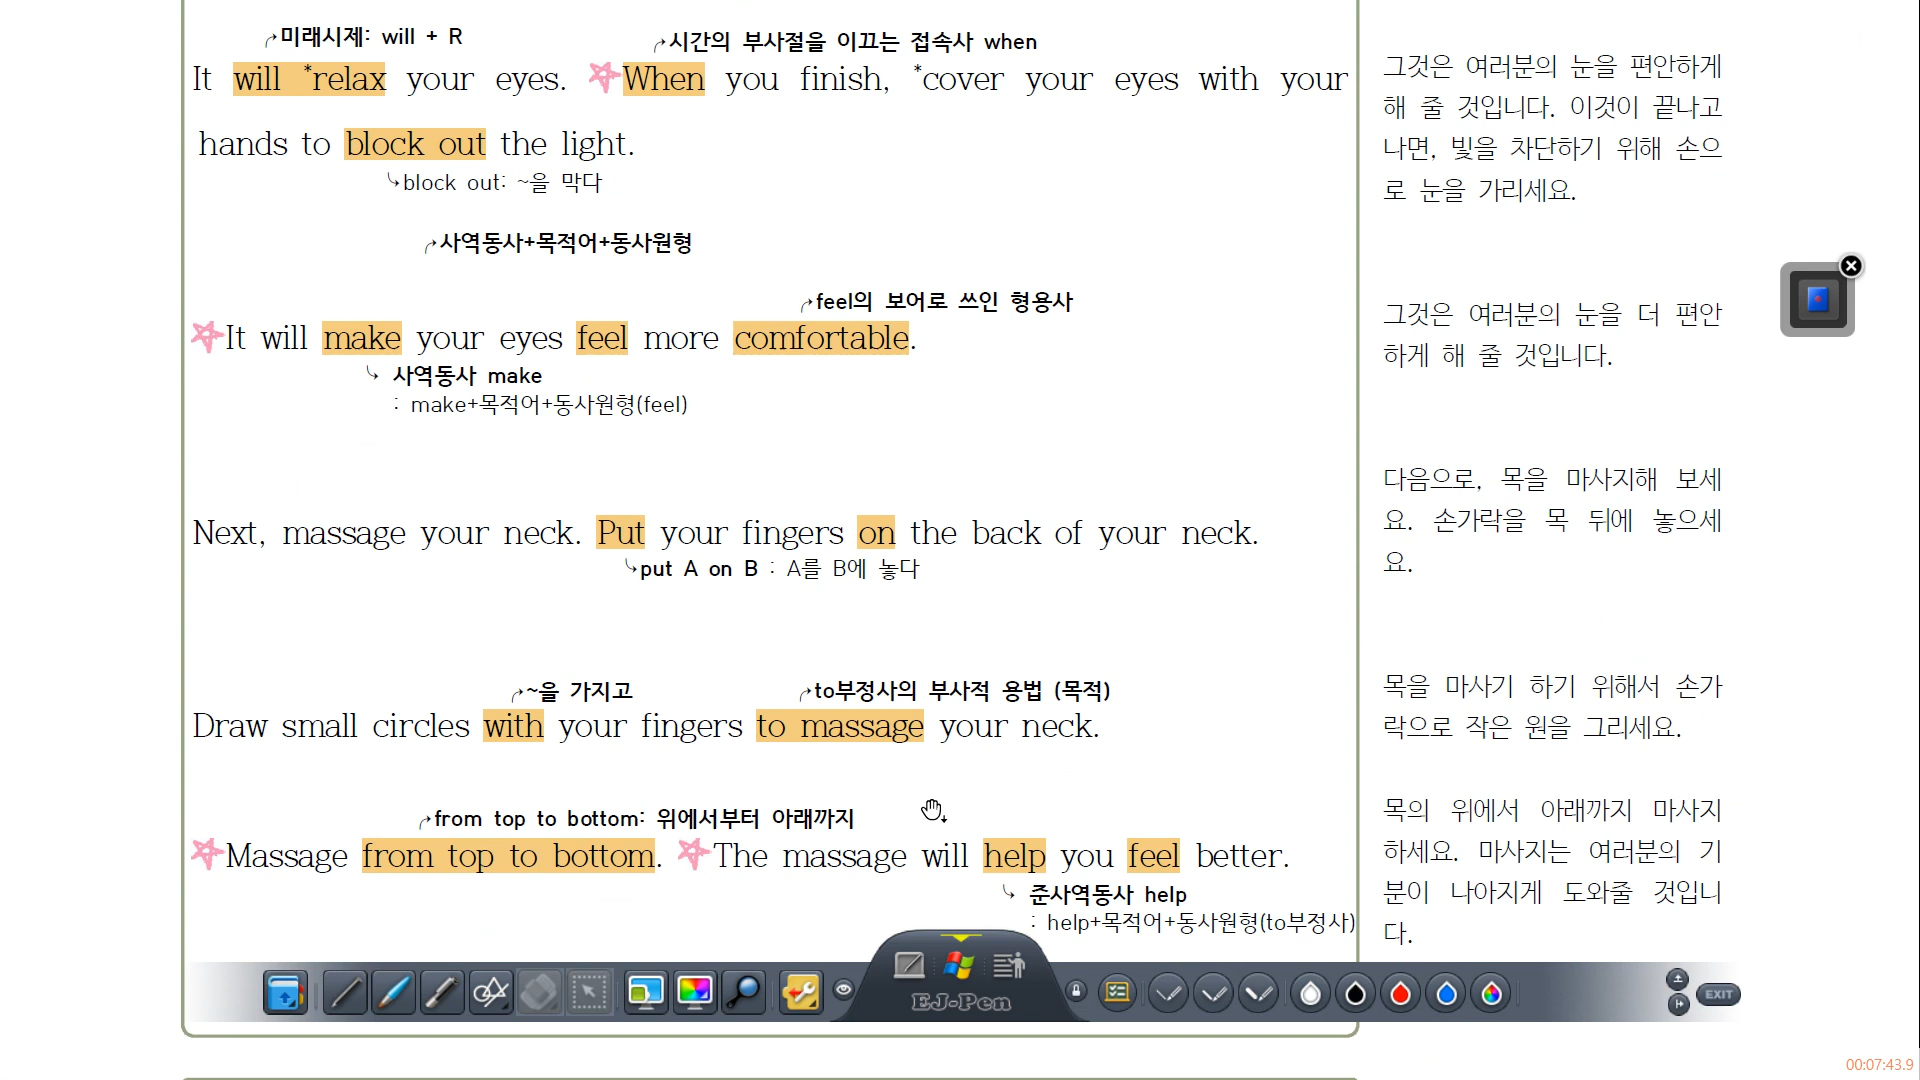 미래시제: will + R
시간의 부사절을 이끄는 접속사 when
It will *relax your eyes. When you finish, *cover your eyes with your
hands to block out the light.
block out: ~을 막다
사역동사+목적어+동사원형
feel의 보어로 쓰인 형용사
It will make your eyes feel more comfortable.
사역동사 make
: make+목적어+동사원형(feel)
Next, massage your neck. Put your fingers on the back of your neck.
put A on B : A를 B에 놓다
~을 가지고
to부정사의 부사적 용법 (목적)
Draw small circles with your fingers to massage your neck.
from top to bottom: 위에서부터 아래까지
Massage from top to bottom. The massage will help you feel better.
준사역동사 help
: help+목적어+동사원형(to부정사)
그것은 여러분의 눈을 편안하게
해 줄 것입니다. 이것이 끝나고
나면, 빛을 차단하기 위해 손으
로 눈을 가리세요.
그것은 여러분의 눈을 더 편안
하게 해 줄 것입니다.
다음으로, 목을 마사지해 보세
요. 손가락을 목 뒤에 놓으세
요.
목을 마사기 하기 위해서 손가
락으로 작은 원을 그리세요.
목의 위에서 아래까지 마사지
하세요. 마사지는 여러분의 기
분이 나아지게 도와줄 것입니
다.
EJ-Pen
EXIT
00:07:43.9